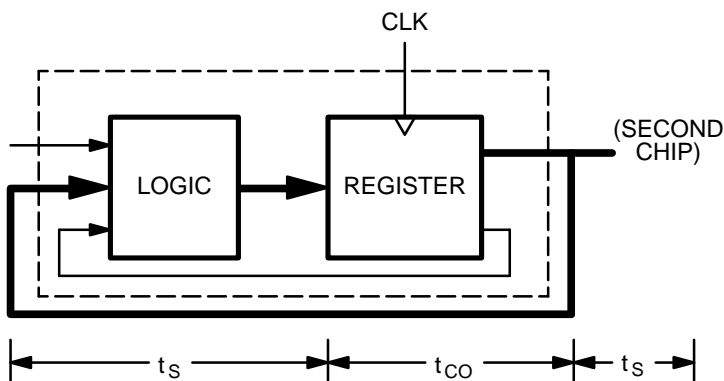 CLK
(SECOND
CHIP)
LOGIC
REGISTER
tS
tCO
tS